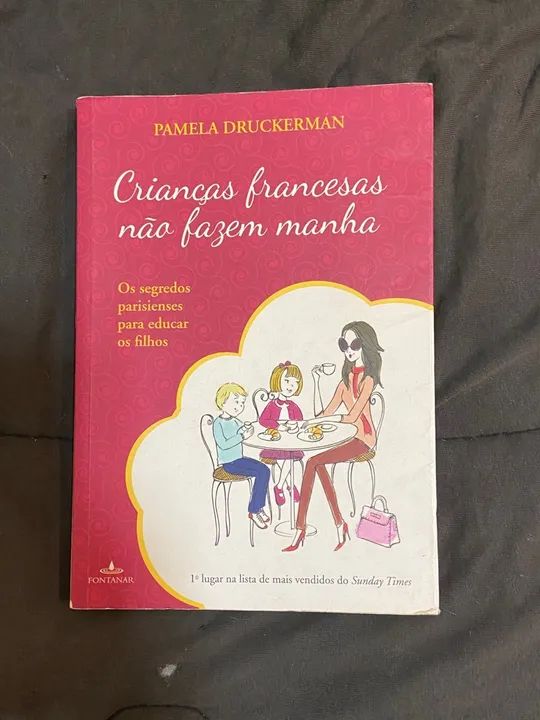 PAMELA DRUCKERMAN
Crianças francesas
não fazem manha
Os segredos
parisienses
para educar
os filhos
FONTANAR
1º lugar na lista de mais vendidos do Sunday Times